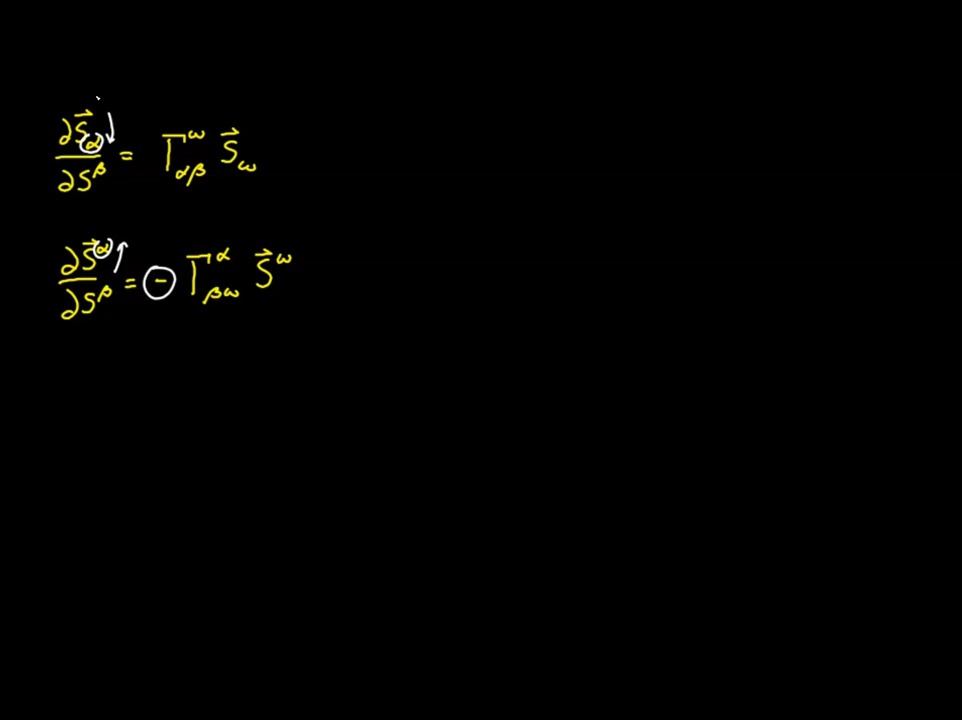 ∂S⃗_α/∂S^β = Γ^ω_αβ S⃗_ω
∂S⃗^α/∂S^β = - Γ^α_βω S⃗^ω